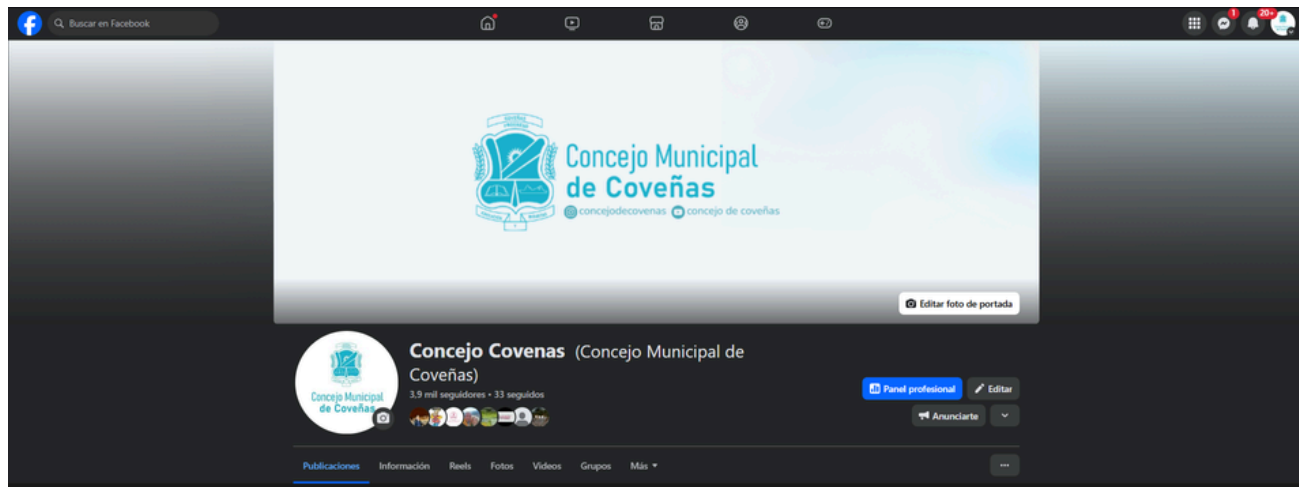 Buscar en Facebook
1
20+
Concejo Municipal
de Coveñas
concejodecovenas concejo de coveñas
Editar foto de portada
Concejo Covenas (Concejo Municipal de
Coveñas)
3,9 mil seguidores • 33 seguidos
Concejo Municipal
de Coveñas
Panel profesional
Editar
Anunciarte
Publicaciones Información Reels Fotos Videos Grupos Más